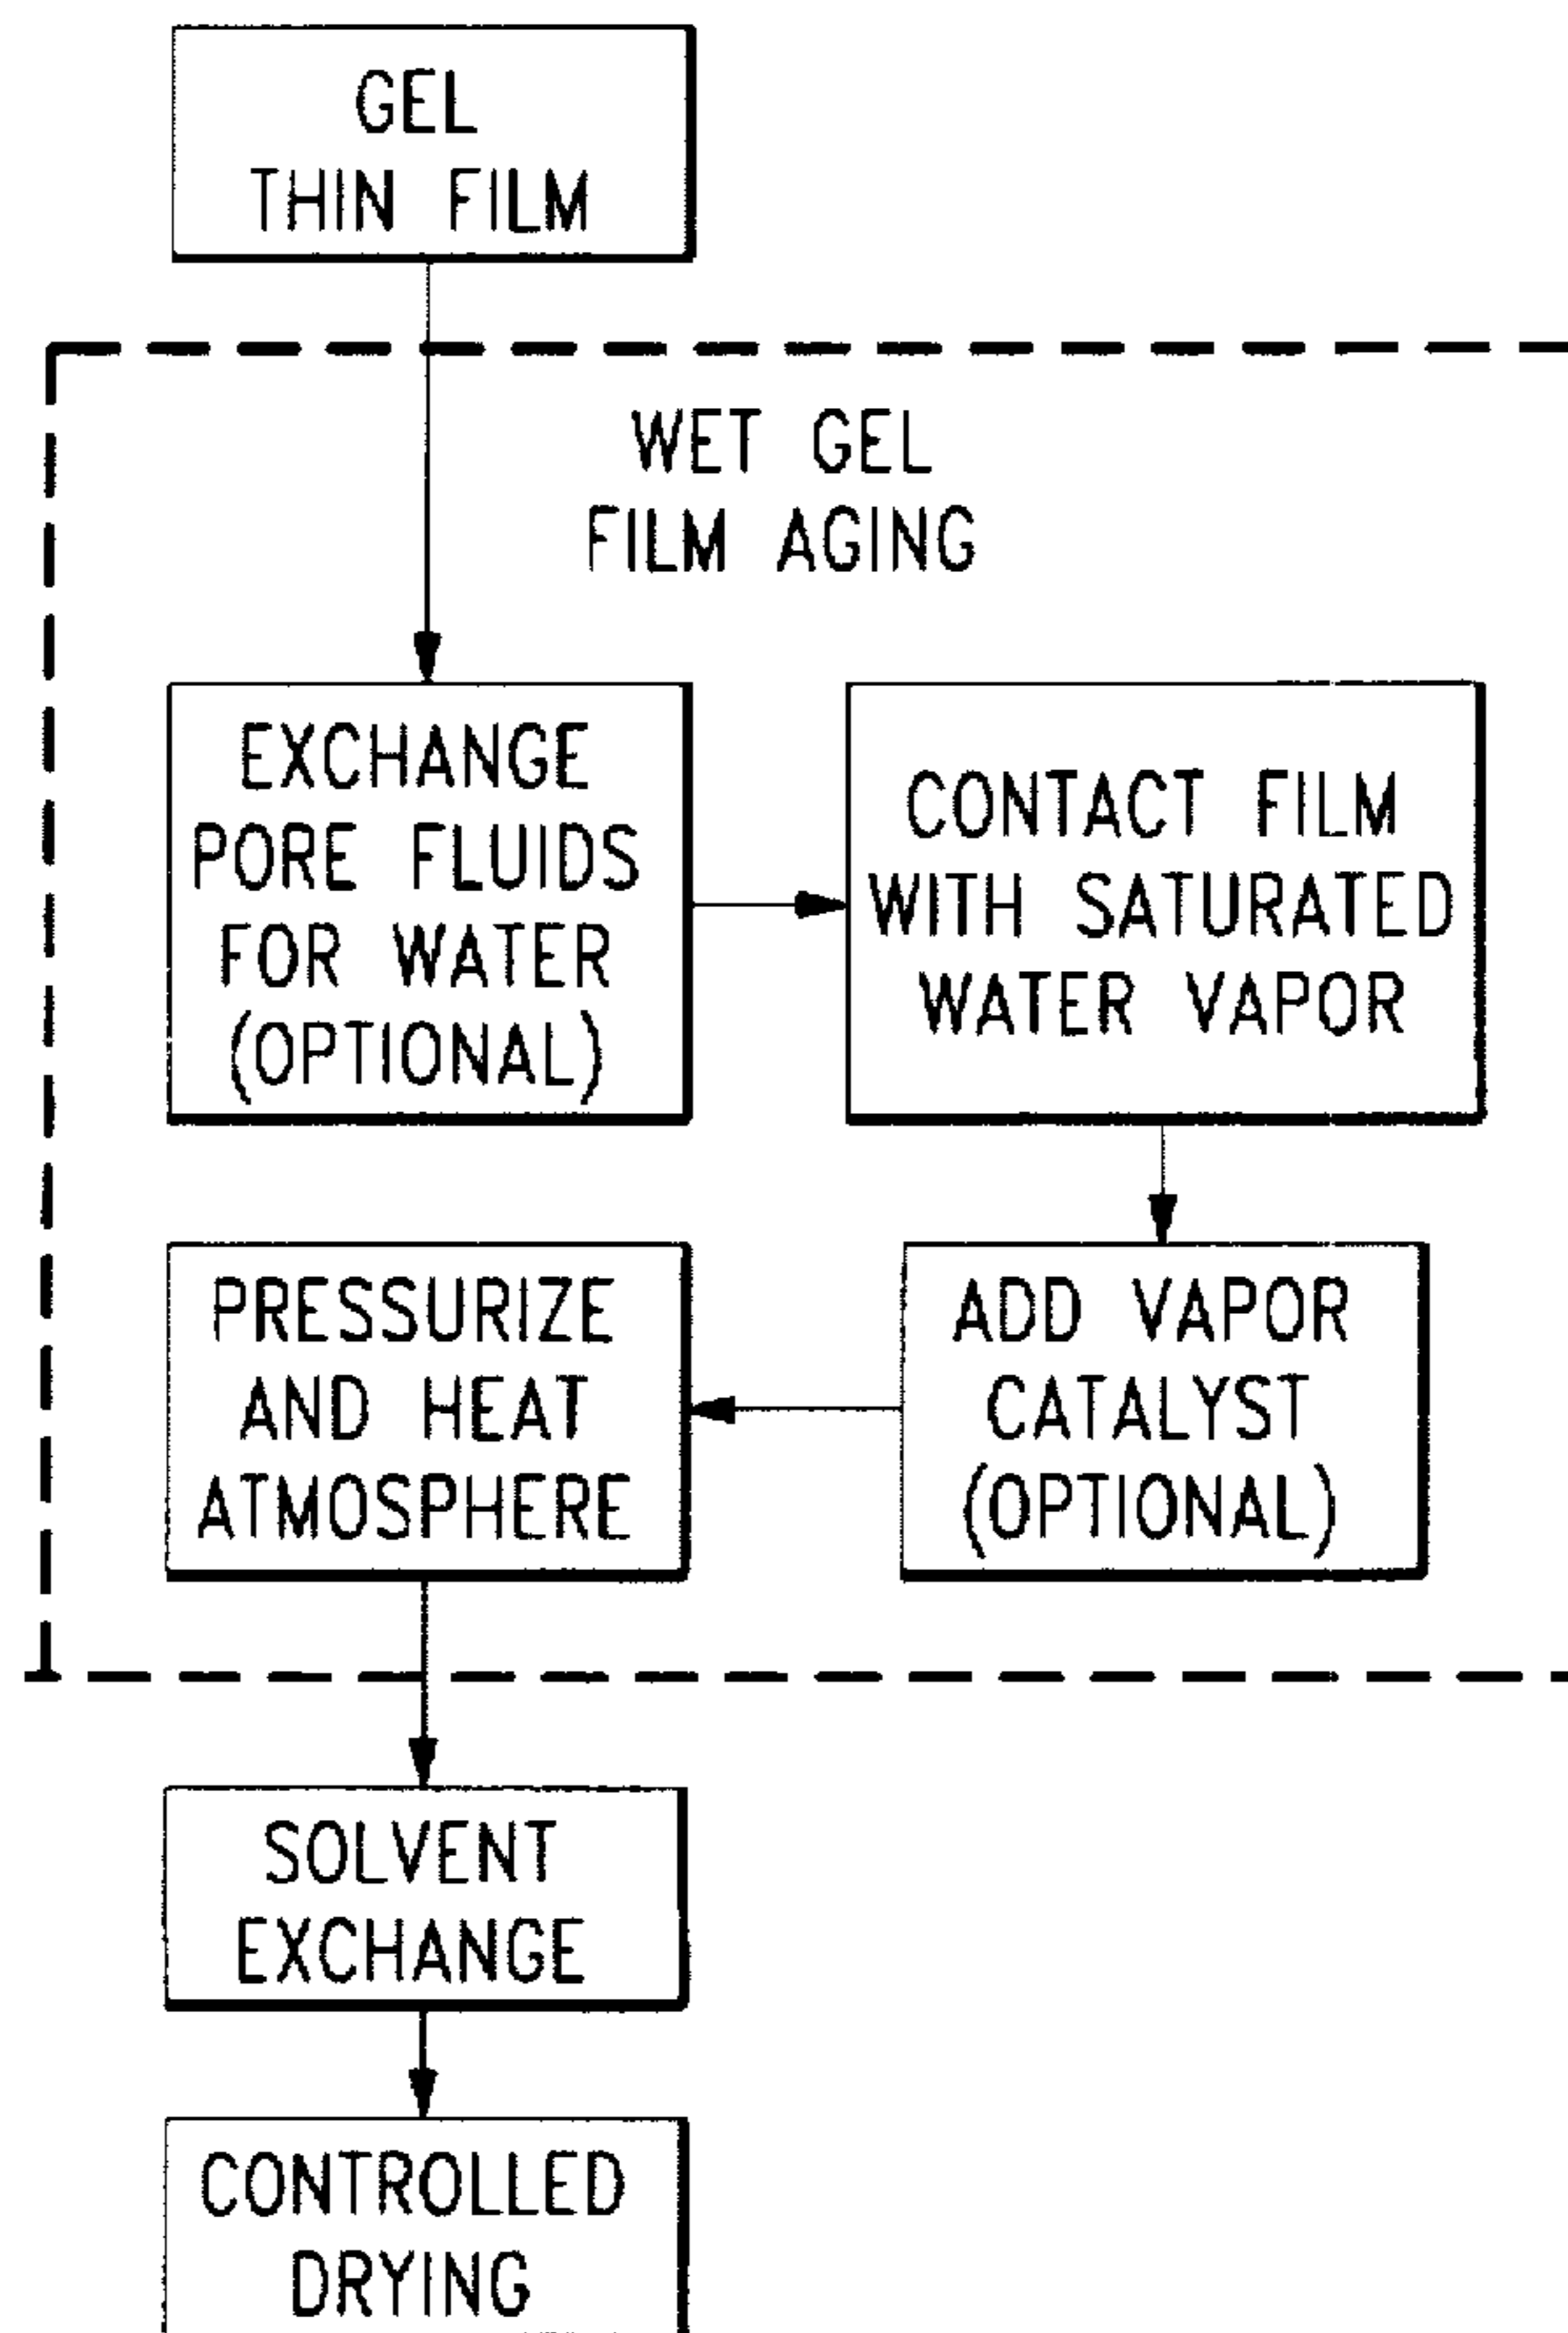 GEL
THIN FILM
WET GEL
FILM AGING
EXCHANGE
PORE FLUIDS
FOR WATER
(OPTIONAL)
CONTACT FILM
WITH SATURATED
WATER VAPOR
ADD VAPOR
CATALYST
(OPTIONAL)
PRESSURIZE
AND HEAT
ATMOSPHERE
SOLVENT
EXCHANGE
CONTROLLED
DRYING